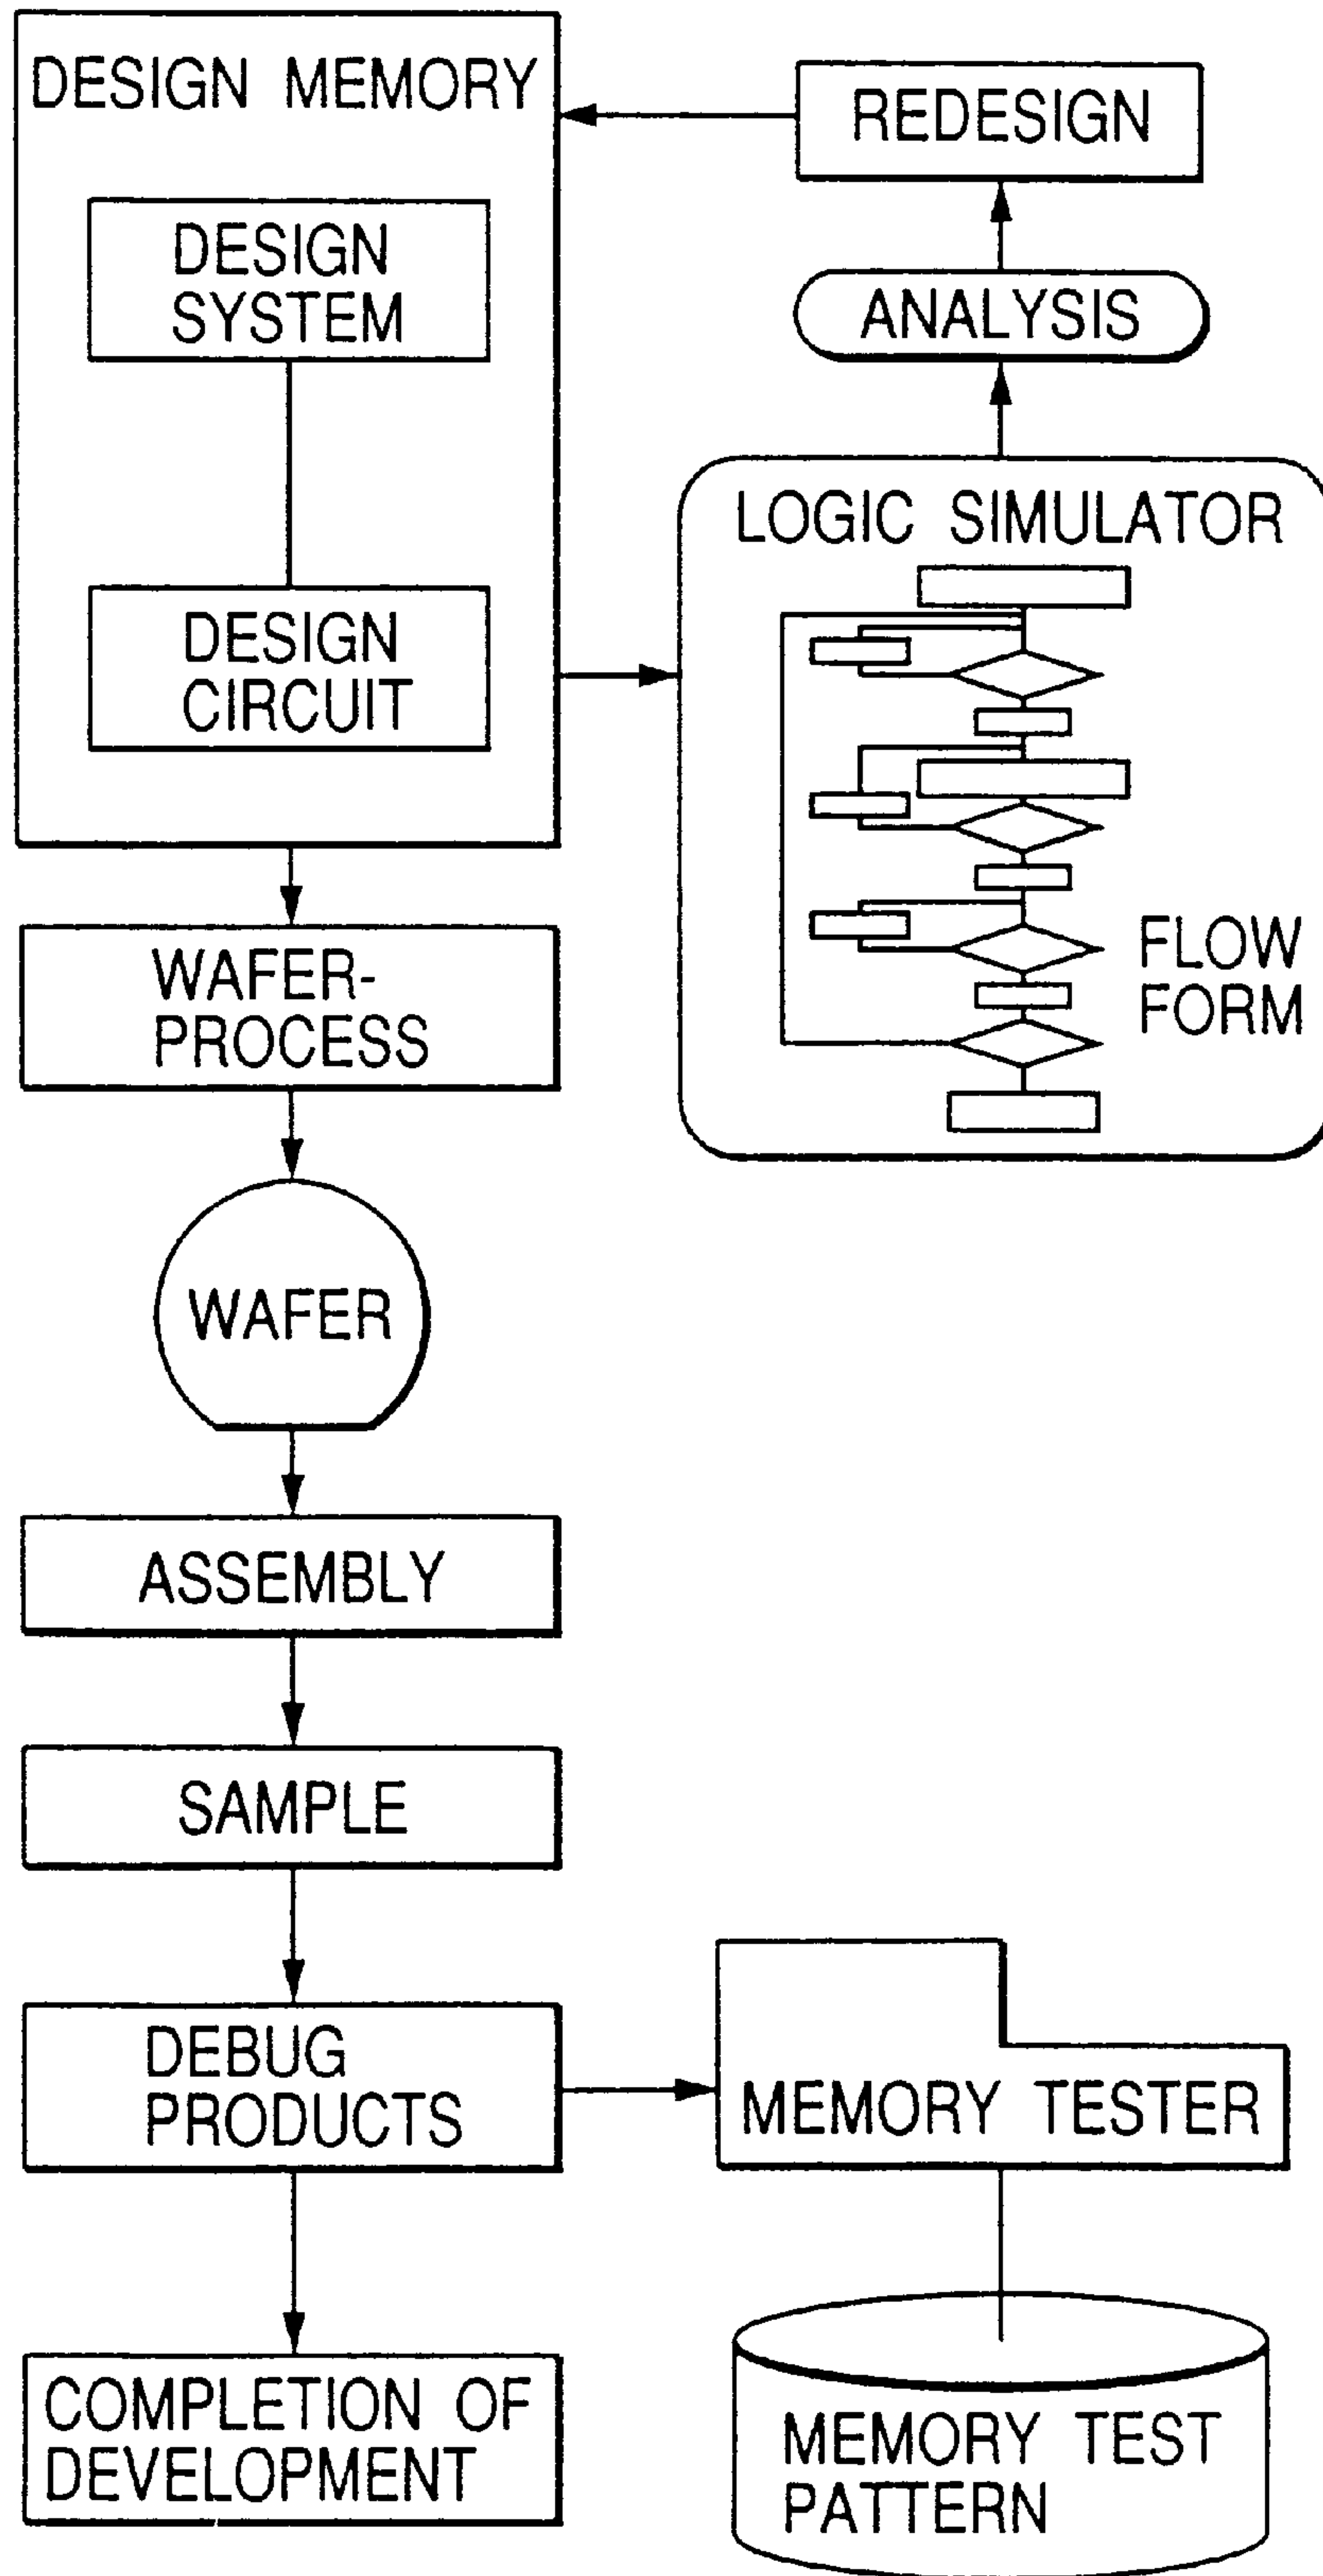 DESIGN MEMORY
REDESIGN
DESIGN
SYSTEM
ANALYSIS
LOGIC SIMULATOR
DESIGN
CIRCUIT
FLOW
FORM
WAFER-
PROCESS
WAFER
ASSEMBLY
SAMPLE
DEBUG
PRODUCTS
MEMORY TESTER
COMPLETION OF
DEVELOPMENT
MEMORY TEST
PATTERN